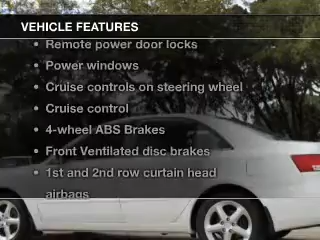 VEHICLE FEATURES
• Remote power door locks
• Power windows
• Cruise controls on steering wheel
• Cruise control
• 4-wheel ABS Brakes
• Front Ventilated disc brakes
• 1st and 2nd row curtain head
airbags